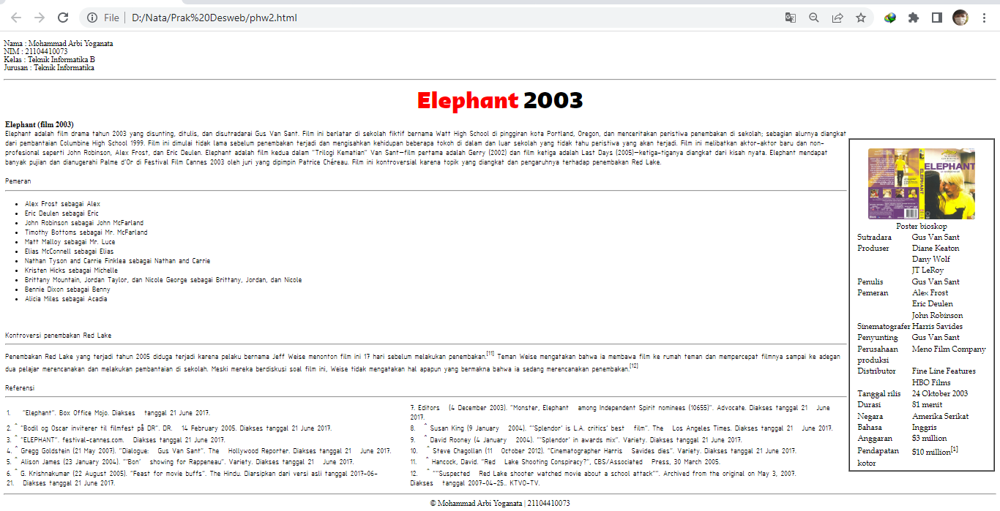 File | D:/Nata/Prak%20Desweb/phw2.html
Nama : Mohammad Arbi Yoganata
NIM : 21104410073
Kelas : Teknik Informatika B
Jurusan : Teknik Informatika
Elephant 2003
Elephant (film 2003)
Elephant adalah film drama tahun 2003 yang disunting, ditulis, dan disutradarai Gus Van Sant. Film ini berlatar di sekolah fiktif bernama Watt High School di pinggiran kota Portland, Oregon, dan menceritakan peristiwa penembakan di sekolah; sebagian alurnya diangkat
dari pembantaian Columbine High School 1999. Film ini dimulai tidak lama sebelum penembakan terjadi dan mengisahkan kehidupan beberapa tokoh di dalam dan luar sekolah yang tidak tahu peristiwa yang akan terjadi. Film ini melibatkan aktor-aktor baru dan non-
profesional seperti John Robinson, Alex Frost, dan Eric Deulen. Elephant adalah film kedua dalam "Trilogi Kematian" Van Sant—film pertama adalah Gerry (2002) dan film ketiga adalah Last Days (2005)—ketiga-tiganya diangkat dari kisah nyata. Elephant mendapat
banyak pujian dan dianugerahi Palme d'Or di Festival Film Cannes 2003 oleh juri yang dipimpin Patrice Chéreau. Film ini kontroversial karena topik yang diangkat dan pengaruhnya terhadap penembakan Red Lake.
Pemeran
• Alex Frost sebagai Alex
• Eric Deulen sebagai Eric
• John Robinson sebagai John McFarland
• Timothy Bottoms sebagai Mr. McFarland
• Matt Malloy sebagai Mr. Luce
• Elias McConnell sebagai Elias
• Nathan Tyson and Carrie Finklea sebagai Nathan and Carrie
• Kristen Hicks sebagai Michelle
• Brittany Mountain, Jordan Taylor, dan Nicole George sebagai Brittany, Jordan, dan Nicole
• Bennie Dixon sebagai Benny
• Alicia Miles sebagai Acadia
Kontroversi penembakan Red Lake
Penembakan Red Lake yang terjadi tahun 2005 diduga terjadi karena pelaku bernama Jeff Weise menonton film ini 17 hari sebelum melakukan penembakan.[11] Teman Weise mengatakan bahwa ia membawa film ke rumah teman dan mempercepat filmnya sampai ke adegan
dua pelajar merencanakan dan melakukan pembantaian di sekolah. Meski mereka berdiskusi soal film ini, Weise tidak mengatakan hal apapun yang bermakna bahwa ia sedang merencanakan penembakan.[12]
Referensi
1. "Elephant". Box Office Mojo. Diakses tanggal 21 June 2017.
2. ^ "Bodil og Oscar inviterer til filmfest på DR". DR. 14 February 2005. Diakses tanggal 21 June 2017.
3. ^ "ELEPHANT". festival-cannes.com. Diakses tanggal 21 June 2017.
4. ^ Gregg Goldstein (21 May 2007). "Dialogue: Gus Van Sant". The Hollywood Reporter. Diakses tanggal 21 June 2017.
5. ^ Alison James (23 January 2004). "'Bon' showing for Rappeneau". Variety. Diakses tanggal 21 June 2017.
6. ^ G. Krishnakumar (22 August 2005). "Feast for movie buffs". The Hindu. Diarsipkan dari versi asli tanggal 2017-06-
21. Diakses tanggal 21 June 2017.
7. Editors (4 December 2003). "Monster, Elephant among Independent Spirit nominees (10655)". Advocate. Diakses tanggal 21 June
2017.
8. ^ Susan King (9 January 2004). "'Splendor' is L.A. critics' best film". The Los Angeles Times. Diakses tanggal 21 June 2017.
9. ^ David Rooney (4 January 2004). "'Splendor' in awards mix". Variety. Diakses tanggal 21 June 2017.
10. ^ Steve Chagollan (11 October 2012). "Cinematographer Harris Savides dies". Variety. Diakses tanggal 21 June 2017.
11. ^ Hancock, David. "Red Lake Shooting Conspiracy?", CBS/Associated Press, 30 March 2005.
12. ^ ""Suspected Red Lake shooter watched movie about a school attack"". Archived from the original on May 3, 2007.
Diakses tanggal 2007-04-25.. KTVO-TV.
ELEPHANT
ELEPHANT
Poster bioskop
Sutradara Gus Van Sant
Produser Diane Keaton
Dany Wolf
JT LeRoy
Penulis Gus Van Sant
Pemeran Alex Frost
Eric Deulen
John Robinson
Sinematografer Harris Savides
Penyunting Gus Van Sant
Perusahaan Meno Film Company
produksi
Distributor Fine Line Features
HBO Films
Tanggal rilis 24 Oktober 2003
Durasi 81 menit
Negara Amerika Serikat
Bahasa Inggris
Anggaran $3 million
Pendapatan $10 million[1]
kotor
© Mohammad Arbi Yoganata | 21104410073